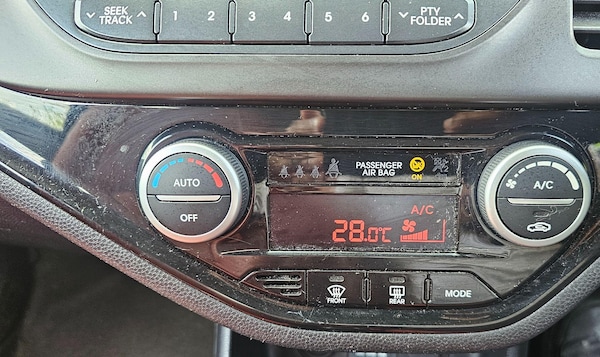 SEEK TRACK 1 2 3 4 5 6 PTY FOLDER
AUTO
OFF
PASSENGER
AIR BAG
ON
2
A/C
28.0°C
A/C
FRONT
REAR
MODE